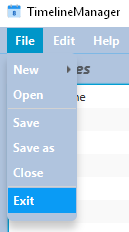 TimelineManager
File Edit Help
New
Open
Save
Save as
Close
Exit